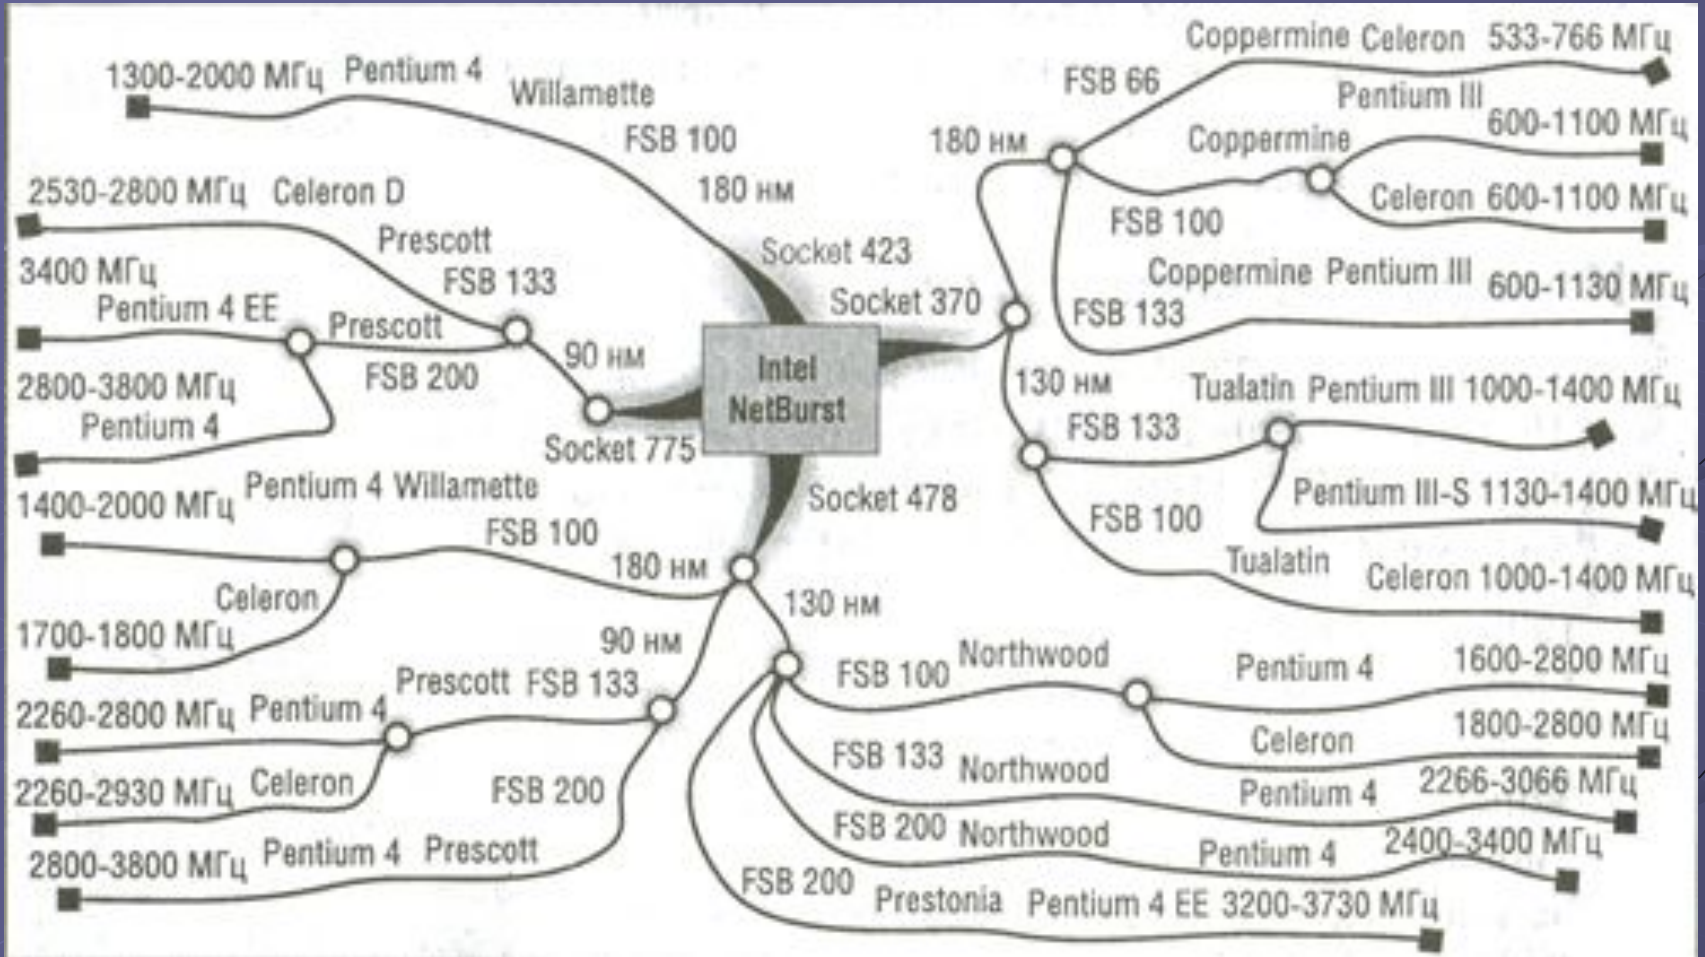 1300-2000 МГц Pentium 4
Willamette
FSB 100
180 нм
Socket 423
2530-2800 МГц Celeron D
Prescott
FSB 133
3400 МГц
Pentium 4 EE
Prescott
FSB 200
90 нм
2800-3800 МГц
Pentium 4
Socket 775
Intel
NetBurst
Coppermine Celeron 533-766 МГц
FSB 66
180 нм
Pentium III
600-1100 МГц
Coppermine
Celeron 600-1100 МГц
FSB 100
Coppermine Pentium III 600-1130 МГц
FSB 133
Socket 370
130 нм
Tualatin Pentium III 1000-1400 МГц
FSB 133
Pentium III-S 1130-1400 МГц
FSB 100
Tualatin
Celeron 1000-1400 МГц
Socket 478
1400-2000 МГц Pentium 4 Willamette
FSB 100
180 нм
Celeron
1700-1800 МГц
90 нм
Prescott FSB 133
2260-2800 МГц Pentium 4
2260-2930 МГц Celeron
FSB 200
2800-3800 МГц Pentium 4 Prescott
130 нм
FSB 100 Northwood
Pentium 4
1600-2800 МГц
1800-2800 МГц
Celeron
FSB 133 Northwood
Pentium 4
2266-3066 МГц
FSB 200 Northwood
Pentium 4
2400-3400 МГц
FSB 200
Prestonia Pentium 4 EE 3200-3730 МГц